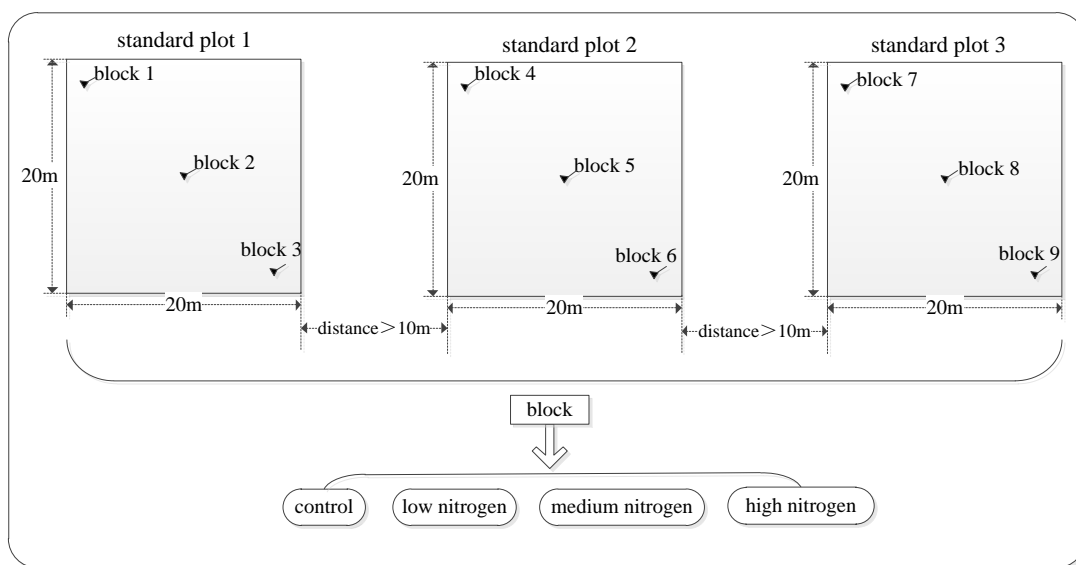 standard plot 1
standard plot 2
standard plot 3
block 1
block 4
block 7
block 2
block 5
block 8
20m
20m
20m
block 3
block 6
block 9
20m
20m
20m
distance＞10m
distance＞10m
block
control
low nitrogen
medium nitrogen
high nitrogen